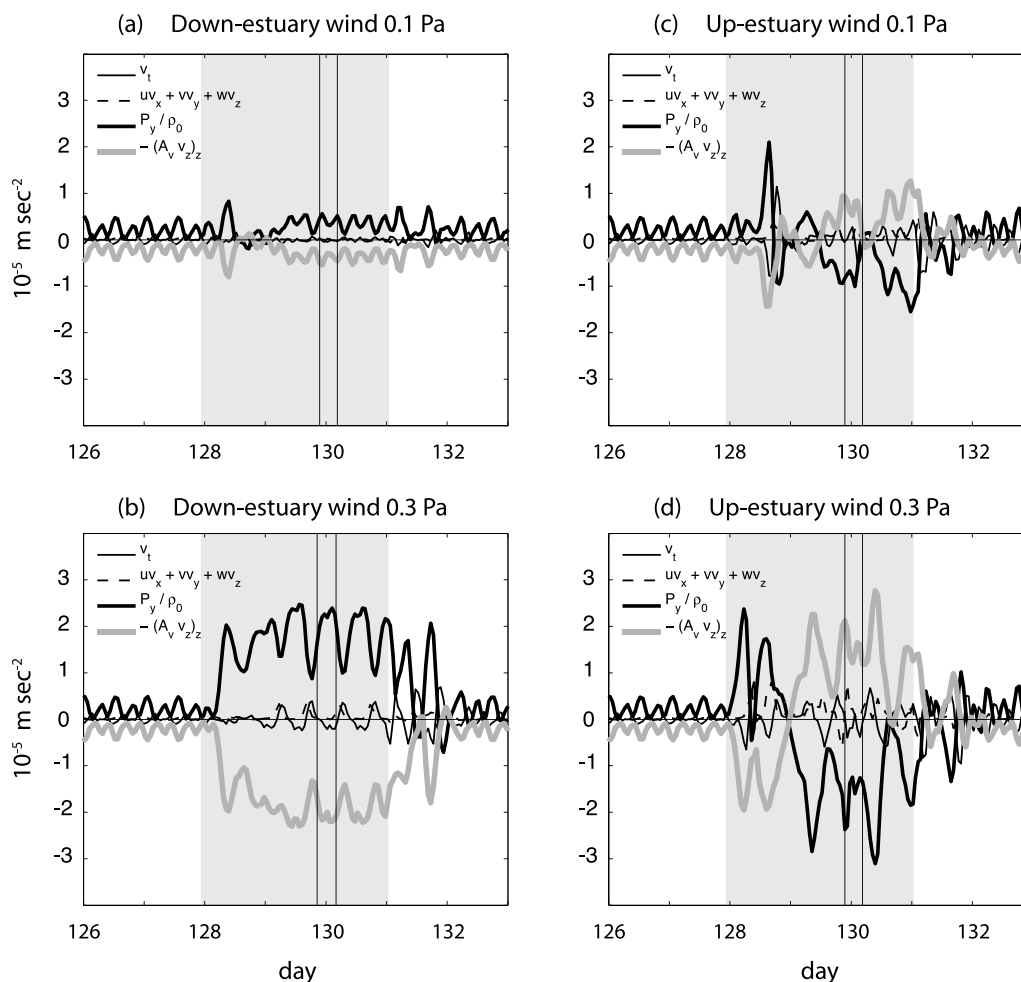 (a) Down-estuary wind 0.1 Pa
v_t
uv_x + vv_y + wv_z
P_y / ρ_0
– (A_v v_z)_z
3
2
1
0
-1
-2
-3
10^-5 m sec^-2
126 128 130 132
(c) Up-estuary wind 0.1 Pa
v_t
uv_x + vv_y + wv_z
P_y / ρ_0
– (A_v v_z)_z
3
2
1
0
-1
-2
-3
126 128 130 132
(b) Down-estuary wind 0.3 Pa
v_t
uv_x + vv_y + wv_z
P_y / ρ_0
– (A_v v_z)_z
3
2
1
0
-1
-2
-3
10^-5 m sec^-2
126 128 130 132
day
(d) Up-estuary wind 0.3 Pa
v_t
uv_x + vv_y + wv_z
P_y / ρ_0
– (A_v v_z)_z
3
2
1
0
-1
-2
-3
126 128 130 132
day